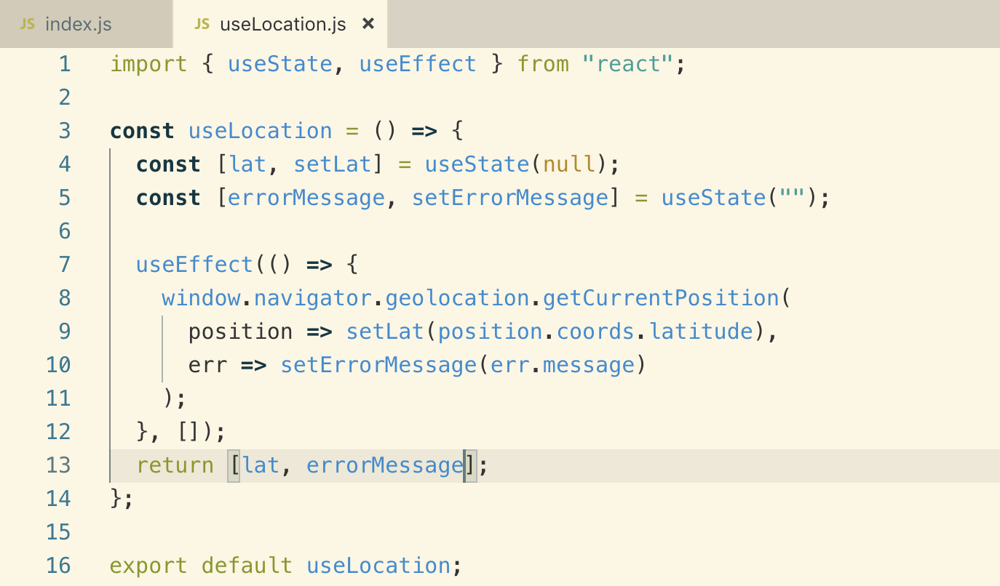 JS index.js JS useLocation.js ×
1 import { useState, useEffect } from "react";
2
3 const useLocation = () => {
4   const [lat, setLat] = useState(null);
5   const [errorMessage, setErrorMessage] = useState("");
6
7   useEffect(() => {
8     window.navigator.geolocation.getCurrentPosition(
9       position => setLat(position.coords.latitude),
10       err => setErrorMessage(err.message)
11     );
12   }, []);
13   return [lat, errorMessage];
14 };
15
16 export default useLocation;